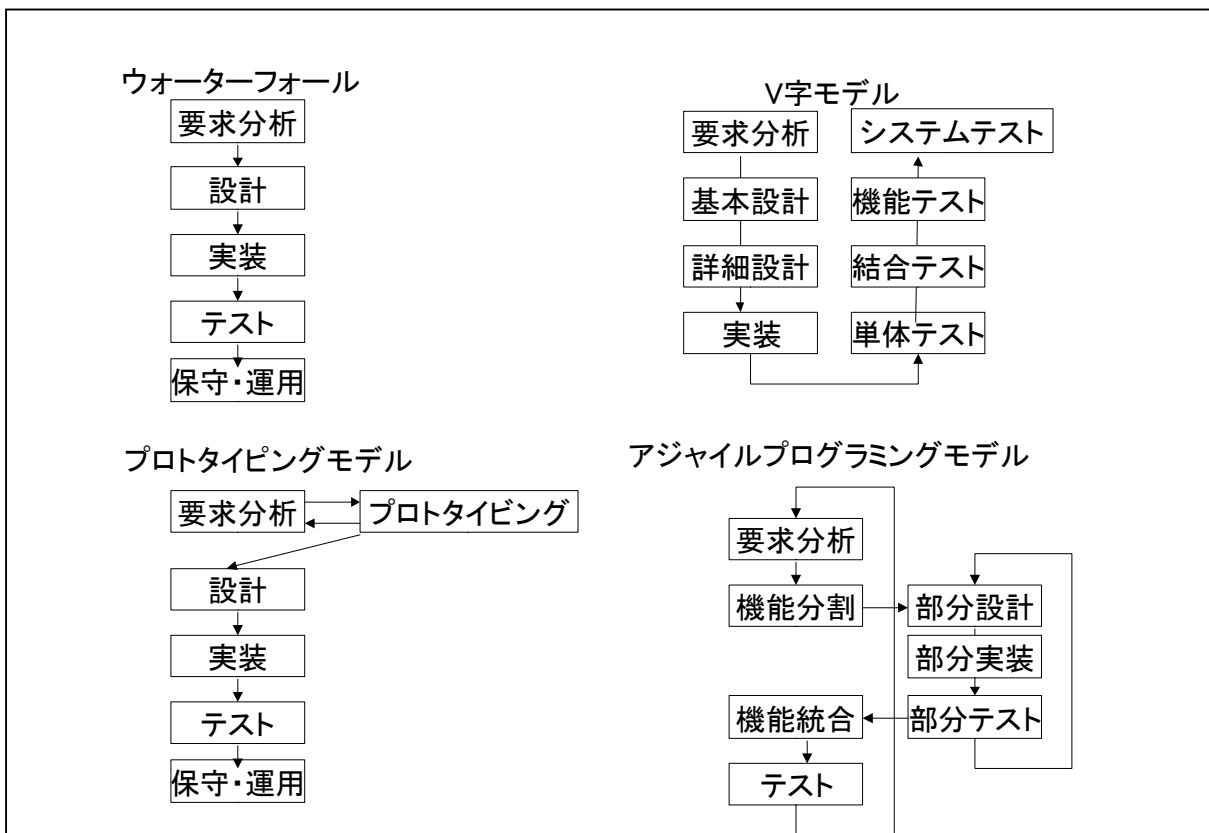 ウォーターフォール
要求分析
設計
実装
テスト
保守・運用
V字モデル
要求分析
基本設計
詳細設計
実装
システムテスト
機能テスト
結合テスト
単体テスト
プロトタイピングモデル
要求分析
プロトタイビング
設計
実装
テスト
保守・運用
アジャイルプログラミングモデル
要求分析
機能分割
部分設計
部分実装
部分テスト
機能統合
テスト